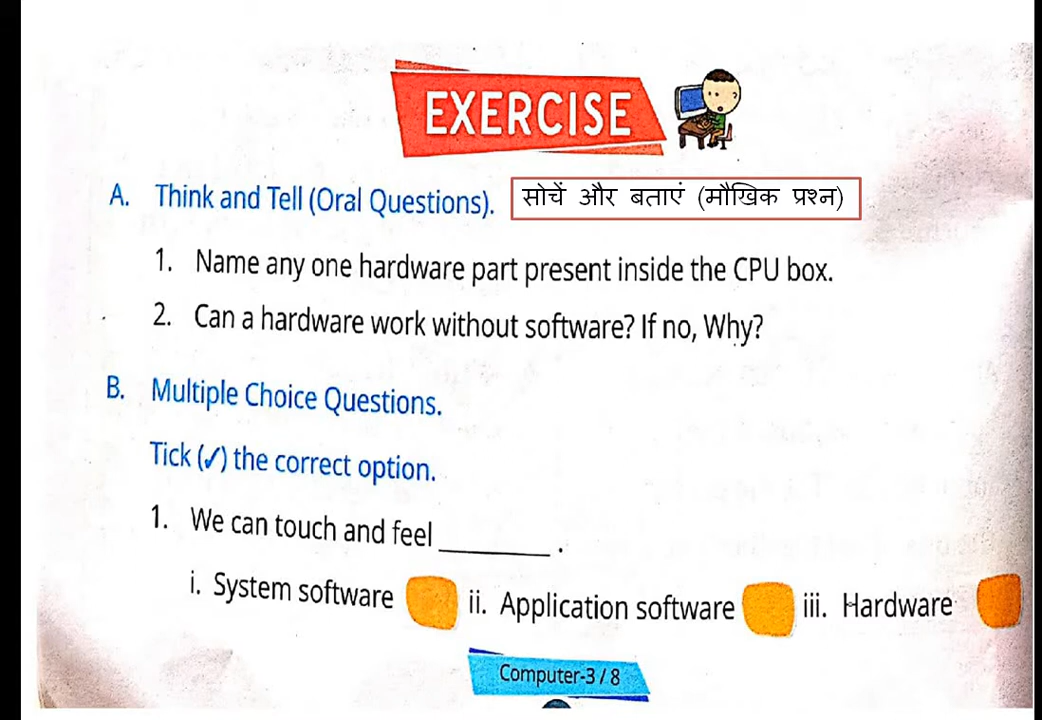 EXERCISE
A. Think and Tell (Oral Questions). सोचें और बताएं (मौखिक प्रश्न)
1. Name any one hardware part present inside the CPU box.
2. Can a hardware work without software? If no, Why?
B. Multiple Choice Questions.
Tick (✓) the correct option.
1. We can touch and feel ________ .
i. System software ii. Application software iii. Hardware
Computer-3 / 8